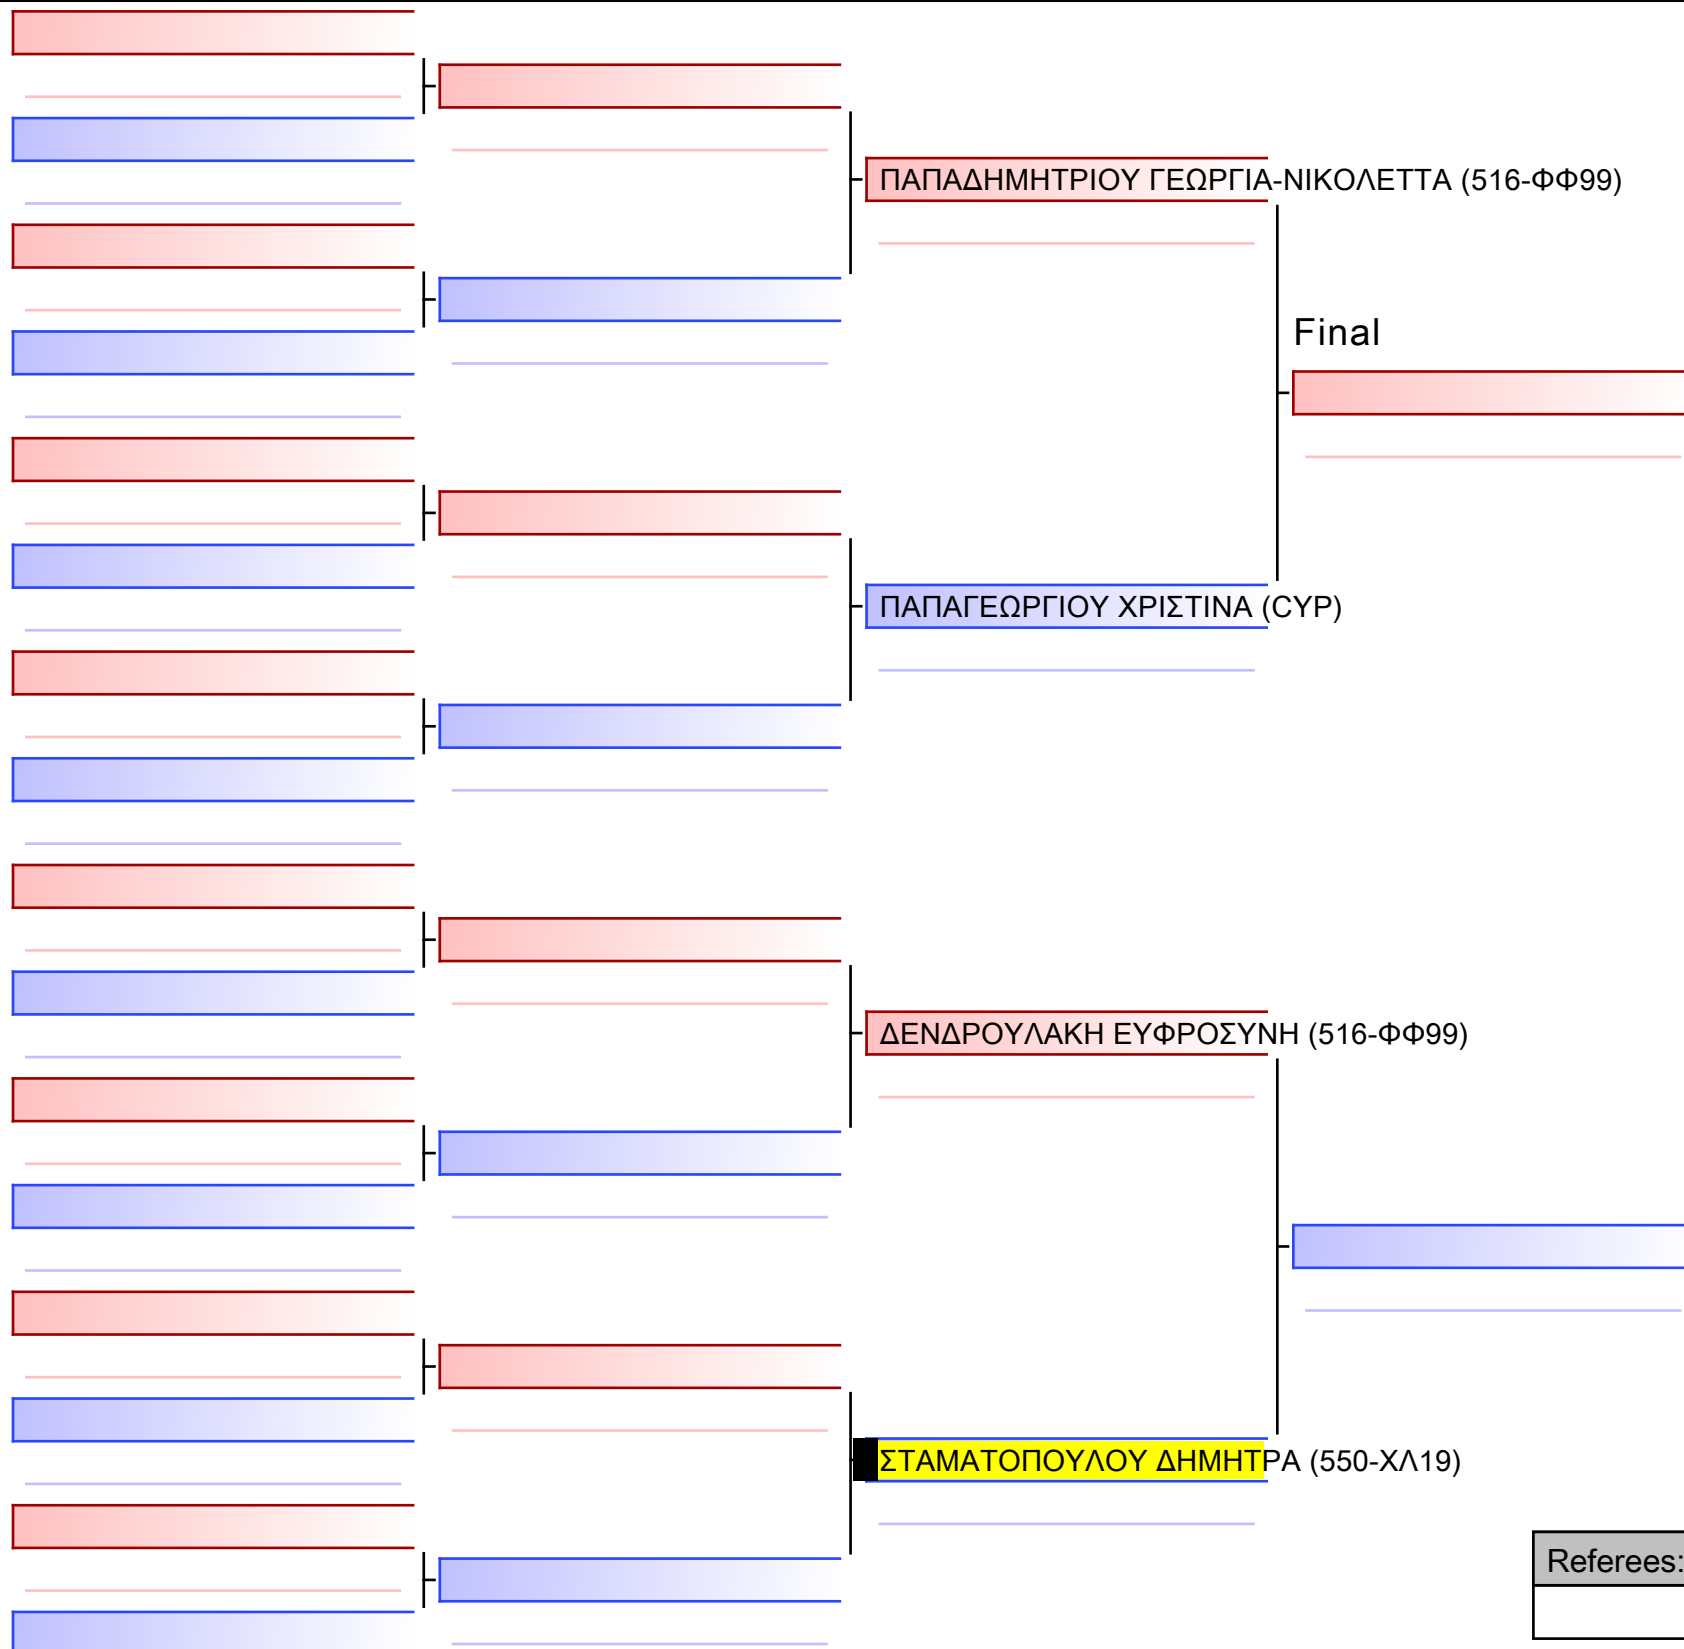 ΠΑΠΑΔΗΜΗΤΡΙΟΥ ΓΕΩΡΓΙΑ-ΝΙΚΟΛΕΤΤΑ (516-ΦΦ99)
Final
ΠΑΠΑΓΕΩΡΓΙΟΥ ΧΡΙΣΤΙΝΑ (CYP)
ΔΕΝΔΡΟΥΛΑΚΗ ΕΥΦΡΟΣΥΝΗ (516-ΦΦ99)
ΣΤΑΜΑΤΟΠΟΥΛΟΥ ΔΗΜΗΤΡΑ (550-ΧΛ19)
Referees: